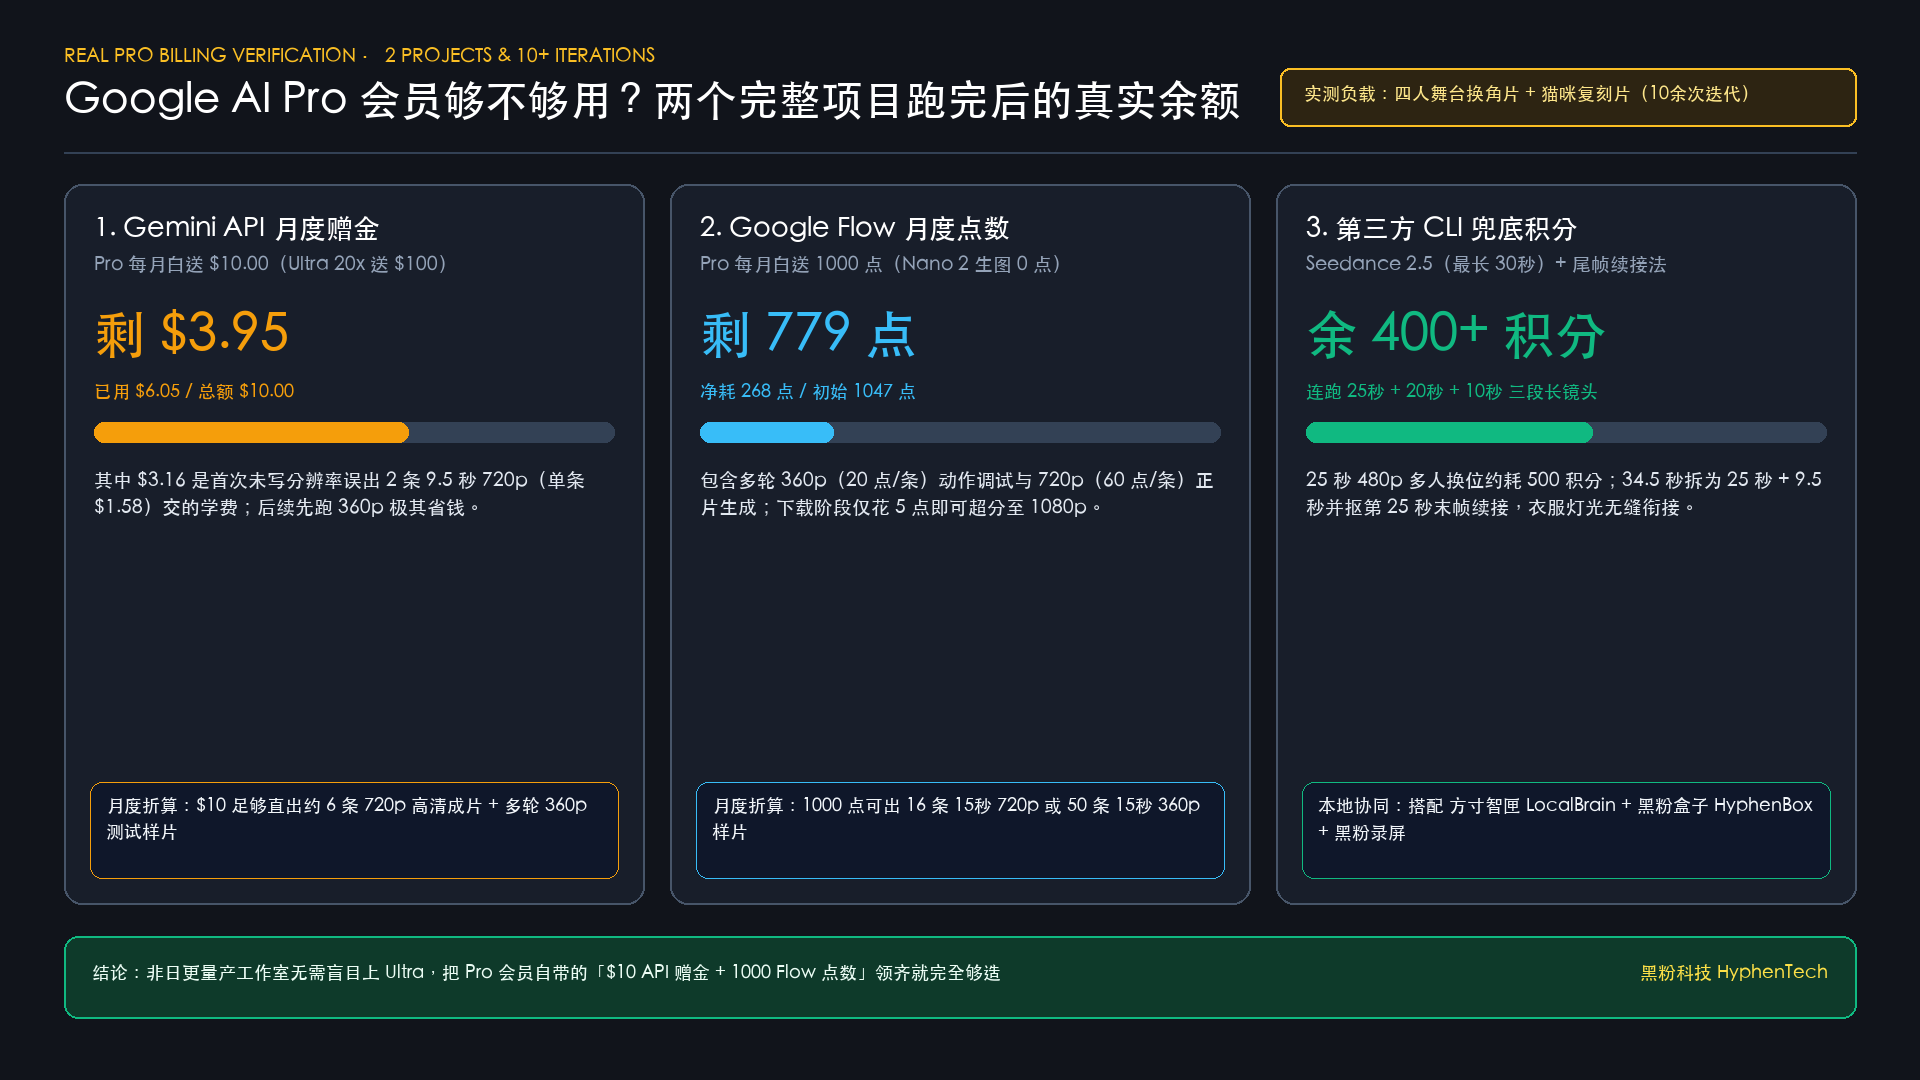 REAL PRO BILLING VERIFICATION · 2 PROJECTS & 10+ ITERATIONS
Google AI Pro 会员够不够用？两个完整项目跑完后的真实余额
实测负载：四人舞台换角片 + 猫咪复刻片（10余次迭代）
1. Gemini API 月度赠金
Pro 每月白送 $10.00（Ultra 20x 送 $100）
剩 $3.95
已用 $6.05 / 总额 $10.00
其中 $3.16 是首次未写分辨率误出 2 条 9.5 秒 720p（单条
$1.58）交的学费；后续先跑 360p 极其省钱。
月度折算：$10 足够直出约 6 条 720p 高清成片 + 多轮 360p
测试样片
2. Google Flow 月度点数
Pro 每月白送 1000 点（Nano 2 生图 0 点）
剩 779 点
净耗 268 点 / 初始 1047 点
包含多轮 360p（20 点/条）动作调试与 720p（60 点/条）正
片生成；下载阶段仅花 5 点即可超分至 1080p。
月度折算：1000 点可出 16 条 15秒 720p 或 50 条 15秒 360p
样片
3. 第三方 CLI 兜底积分
Seedance 2.5（最长 30秒）+ 尾帧续接法
余 400+ 积分
连跑 25秒 + 20秒 + 10秒 三段长镜头
25 秒 480p 多人换位约耗 500 积分；34.5 秒拆为 25 秒 + 9.5
秒并抠第 25 秒末帧续接，衣服灯光无缝衔接。
本地协同：搭配 方寸智匣 LocalBrain + 黑粉盒子 HyphenBox
+ 黑粉录屏
结论：非日更量产工作室无需盲目上 Ultra，把 Pro 会员自带的「$10 API 赠金 + 1000 Flow 点数」领齐就完全够造
黑粉科技 HyphenTech